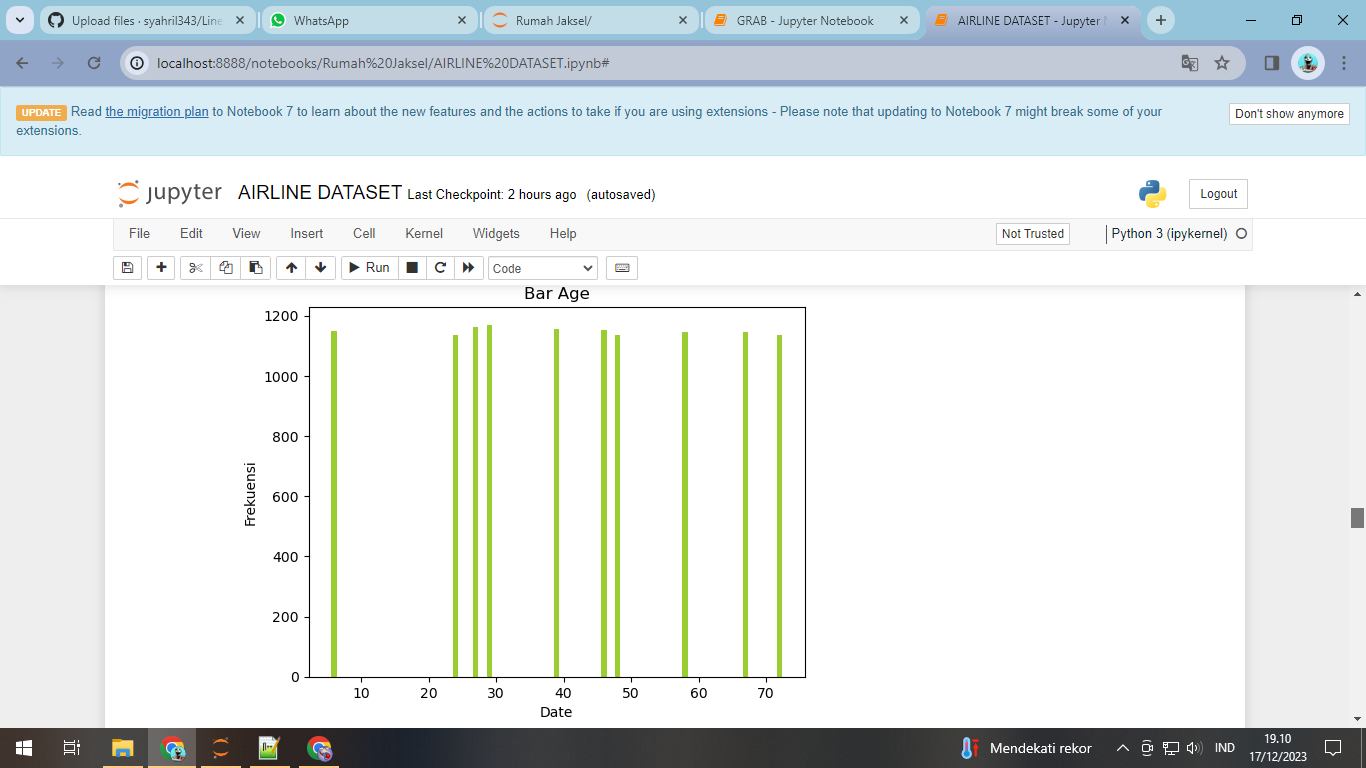 Upload files · syahril343/Line
WhatsApp
Rumah Jaksel/
GRAB - Jupyter Notebook
AIRLINE DATASET - Jupyter
localhost:8888/notebooks/Rumah%20Jaksel/AIRLINE%20DATASET.ipynb#
UPDATE Read the migration plan to Notebook 7 to learn about the new features and the actions to take if you are using extensions - Please note that updating to Notebook 7 might break some of your
extensions.
Don't show anymore
jupyter AIRLINE DATASET Last Checkpoint: 2 hours ago (autosaved)
Logout
File Edit View Insert Cell Kernel Widgets Help
Not Trusted
Python 3 (ipykernel)
Run
Code
Bar Age
1200
1000
800
600
400
200
0
Frekuensi
10 20 30 40 50 60 70
Date
Mendekati rekor
IND
19.10
17/12/2023